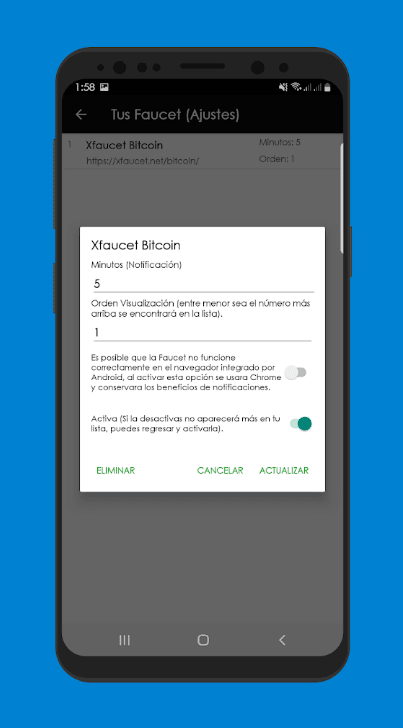 1:58
Tus Faucet (Ajustes)
1 Xfaucet Bitcoin Minutos: 5
https://xfaucet.net/bitcoin/ Orden: 1
Xfaucet Bitcoin
Minutos (Notificación)
5
Orden Visualización (entre menor sea el número más
arriba se encontrará en la lista).
1
Es posible que la Faucet no funcione
correctamente en el navegador integrado por
Android, al activar esta opción se usara Chrome
y conservara los beneficios de notificaciones.
Activa (Si la desactivas no aparecerá más en tu
lista, puedes regresar y activarla).
ELIMINAR CANCELAR ACTUALIZAR